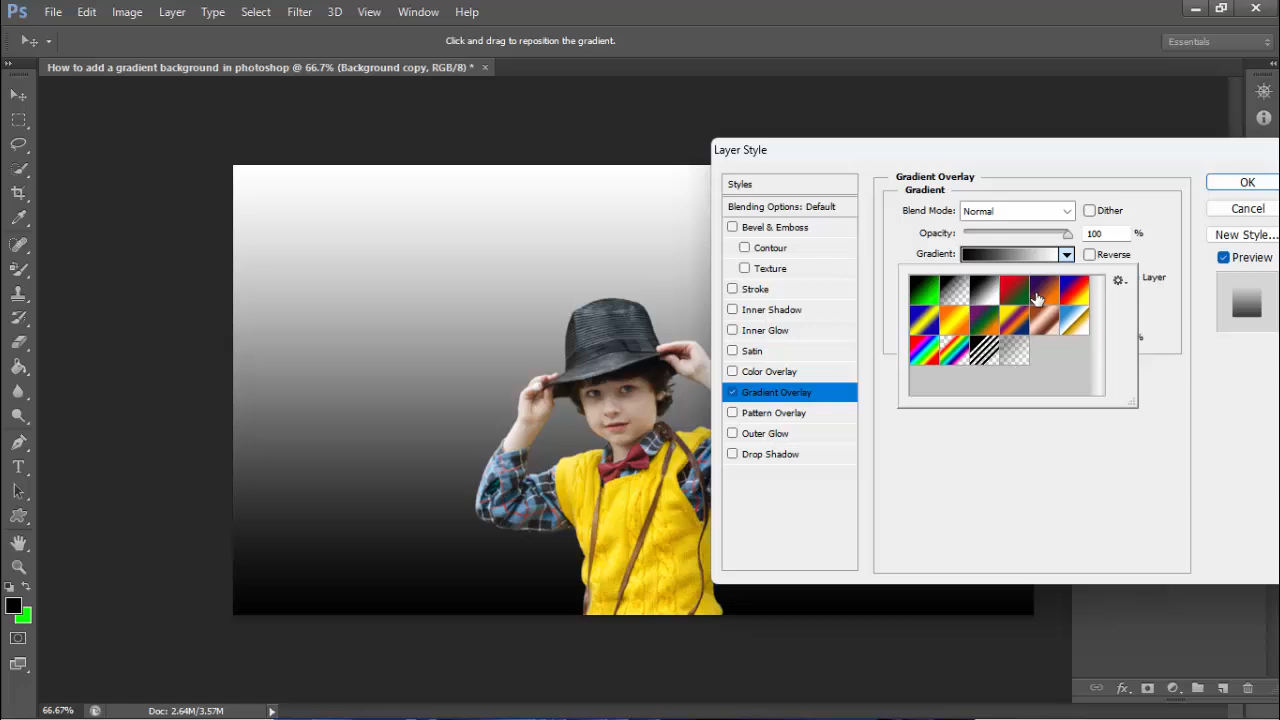 Ps File Edit Image Layer Type Select Filter 3D View Window Help
Click and drag to reposition the gradient.
Essentials
How to add a gradient background in photoshop @ 66.7% (Background copy, RGB/8) * ×
Layer Style
Styles
Blending Options: Default
Bevel & Emboss
Contour
Texture
Stroke
Inner Shadow
Inner Glow
Satin
Color Overlay
Gradient Overlay
Pattern Overlay
Outer Glow
Drop Shadow
Gradient Overlay
Gradient
Blend Mode: Normal Dither
Opacity: 100 %
Gradient: Reverse
Layer
%
OK
Cancel
New Style...
Preview
fx
66.67% Doc: 2.64M/3.57M